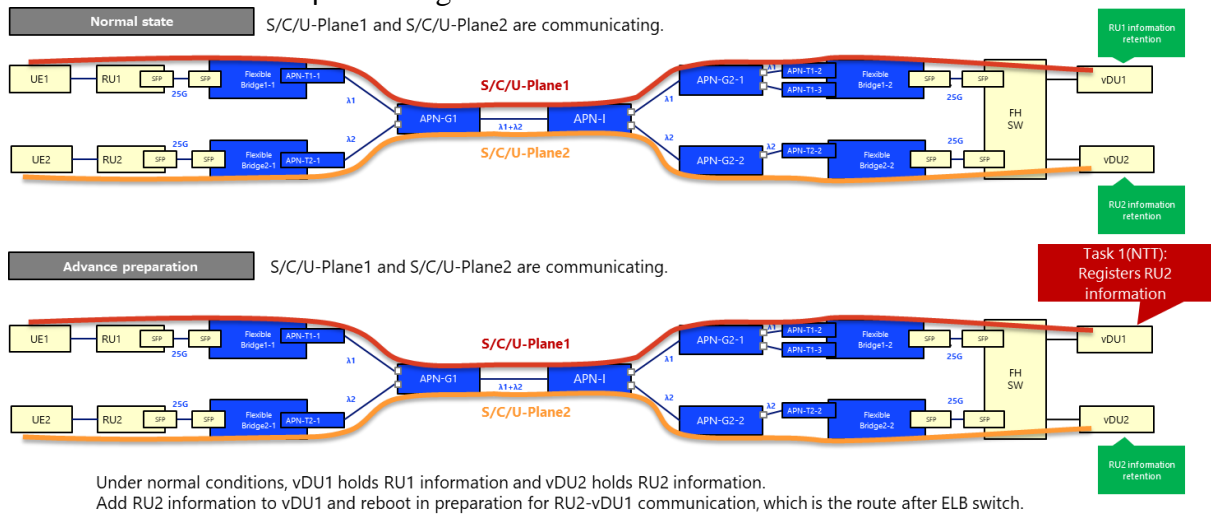 Normal state
S/C/U-Plane1 and S/C/U-Plane2 are communicating.
RU1 information
retention
UE1
RU1
SFP
25G
SFP
Flexible
Bridge1-1
APN-T1-1
λ1
S/C/U-Plane1
APN-G1
λ1+λ2
APN-I
λ1
APN-G2-1
λ1
APN-T1-2
APN-T1-3
Flexible
Bridge1-2
SFP
25G
SFP
FH
SW
vDU1
UE2
RU2
SFP
25G
SFP
Flexible
Bridge2-1
APN-T2-1
λ2
S/C/U-Plane2
λ2
APN-G2-2
λ2
APN-T2-2
Flexible
Bridge2-2
SFP
25G
SFP
vDU2
RU2 information
retention
Advance preparation
S/C/U-Plane1 and S/C/U-Plane2 are communicating.
Task 1(NTT):
Registers RU2
information
UE1
RU1
SFP
25G
SFP
Flexible
Bridge1-1
APN-T1-1
λ1
S/C/U-Plane1
APN-G1
λ1+λ2
APN-I
λ1
APN-G2-1
λ1
APN-T1-2
APN-T1-3
Flexible
Bridge1-2
SFP
25G
SFP
FH
SW
vDU1
UE2
RU2
SFP
25G
SFP
Flexible
Bridge2-1
APN-T2-1
λ2
S/C/U-Plane2
λ2
APN-G2-2
λ2
APN-T2-2
Flexible
Bridge2-2
SFP
25G
SFP
vDU2
RU2 information
retention
Under normal conditions, vDU1 holds RU1 information and vDU2 holds RU2 information.
Add RU2 information to vDU1 and reboot in preparation for RU2-vDU1 communication, which is the route after ELB switch.